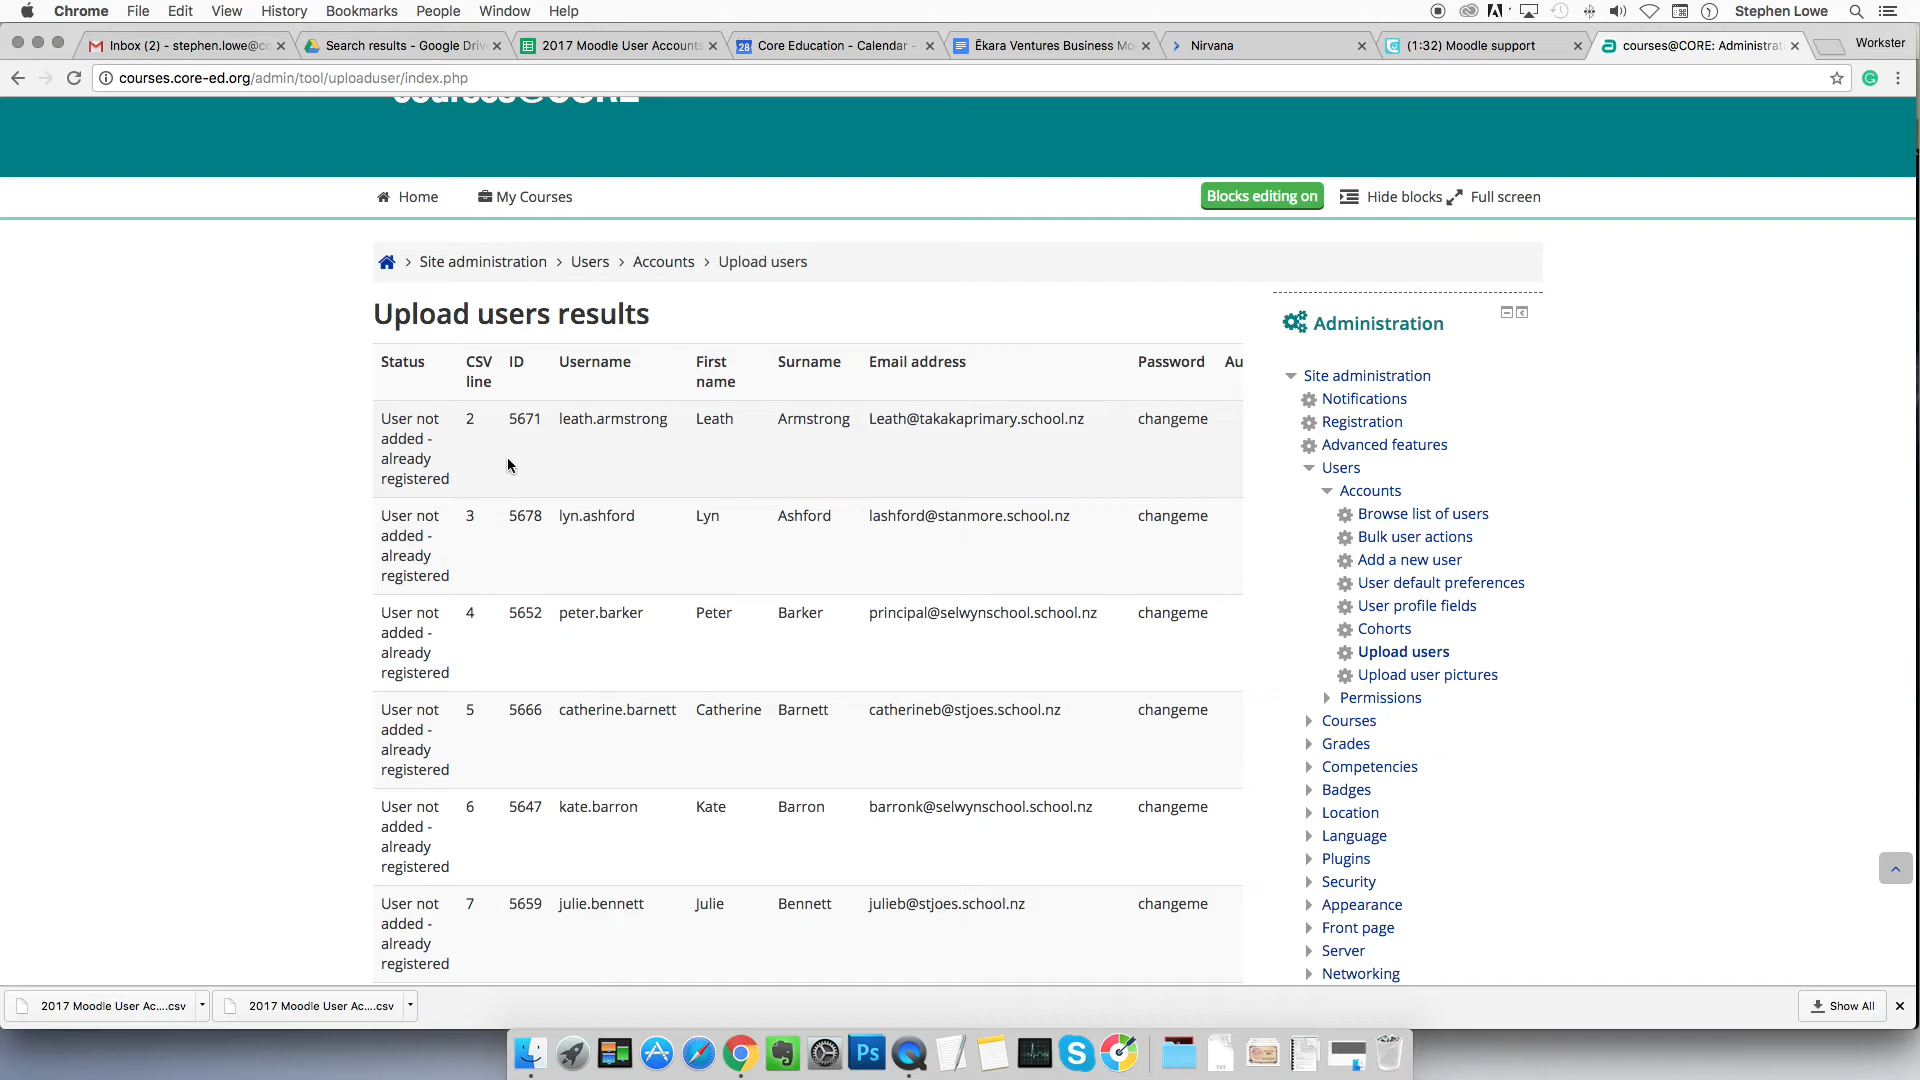 Chrome File Edit View History Bookmarks People Window Help Stephen Lowe
Inbox (2) - stephen.lowe@co Search results - Google Driv 2017 Moodle User Accounts Core Education - Calendar - Ēkara Ventures Business Mo Nirvana (1:32) Moodle support courses@CORE: Administrat Workster
courses.core-ed.org/admin/tool/uploaduser/index.php
courses@CORE
Home My Courses Blocks editing on Hide blocks Full screen
Site administration Users Accounts Upload users
Upload users results
Status CSV line ID Username First name Surname Email address Password Au
User not added - already registered 2 5671 leath.armstrong Leath Armstrong Leath@takakaprimary.school.nz changeme
User not added - already registered 3 5678 lyn.ashford Lyn Ashford lashford@stanmore.school.nz changeme
User not added - already registered 4 5652 peter.barker Peter Barker principal@selwynschool.school.nz changeme
User not added - already registered 5 5666 catherine.barnett Catherine Barnett catherineb@stjoes.school.nz changeme
User not added - already registered 6 5647 kate.barron Kate Barron barronk@selwynschool.school.nz changeme
User not added - already registered 7 5659 julie.bennett Julie Bennett julieb@stjoes.school.nz changeme
Administration
Site administration
Notifications
Registration
Advanced features
Users
Accounts
Browse list of users
Bulk user actions
Add a new user
User default preferences
User profile fields
Cohorts
Upload users
Upload user pictures
Permissions
Courses
Grades
Competencies
Badges
Location
Language
Plugins
Security
Appearance
Front page
Server
Networking
2017 Moodle User Ac....csv 2017 Moodle User Ac....csv Show All
Ps